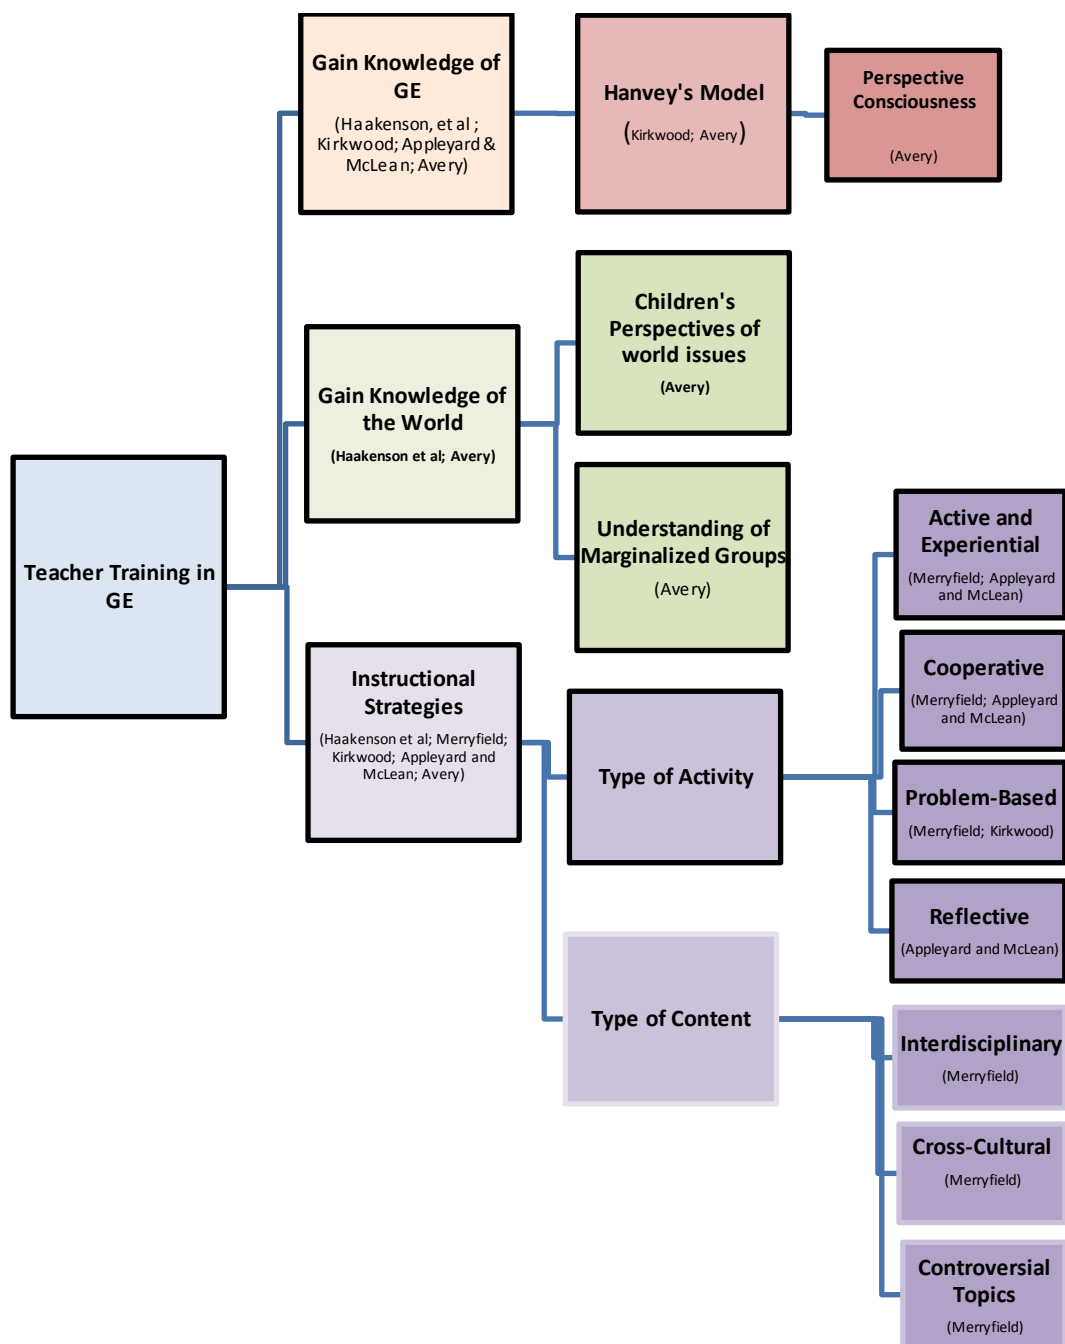 Gain Knowledge of
GE
(Haakenson, et al ;
Kirkwood; Appleyard &
McLean; Avery)
Hanvey's Model
(Kirkwood; Avery)
Perspective
Consciousness
(Avery)
Children's
Perspectives of
world issues
(Avery)
Gain Knowledge of
the World
(Haakenson et al; Avery)
Understanding of
Marginalized Groups
(Avery)
Teacher Training in
GE
Instructional
Strategies
(Haakenson et al; Merryfield;
Kirkwood; Appleyard and
McLean; Avery)
Type of Activity
Active and
Experiential
(Merryfield; Appleyard
and McLean)
Cooperative
(Merryfield; Appleyard
and McLean)
Problem-Based
(Merryfield; Kirkwood)
Reflective
(Appleyard and McLean)
Type of Content
Interdisciplinary
(Merryfield)
Cross-Cultural
(Merryfield)
Controversial
Topics
(Merryfield)